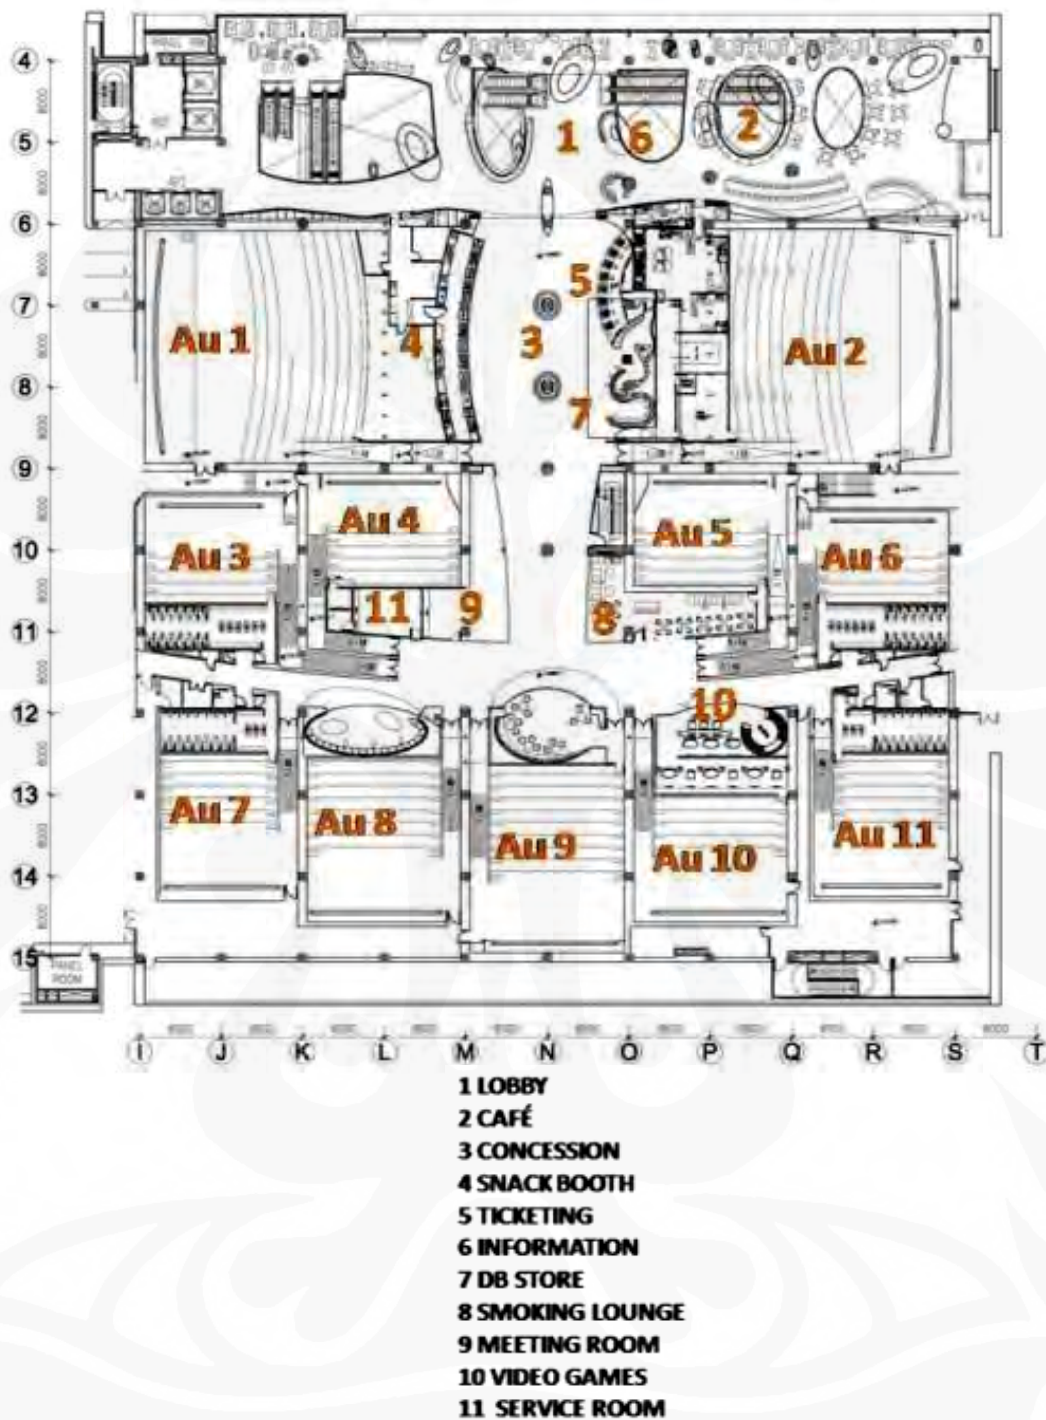 4
5
1
6
2
6
5
7
Au 1
4
3
Au 2
8
7
9
Au 4
Au 5
Au 3
Au 6
10
11
9
8
11
10
12
13
Au 7
Au 8
Au 9
Au 10
Au 11
14
15
PANEL
ROOM
I J K L M N O P Q R S T
1 LOBBY
2 CAFÉ
3 CONCESSION
4 SNACK BOOTH
5 TICKETING
6 INFORMATION
7 DB STORE
8 SMOKING LOUNGE
9 MEETING ROOM
10 VIDEO GAMES
11 SERVICE ROOM